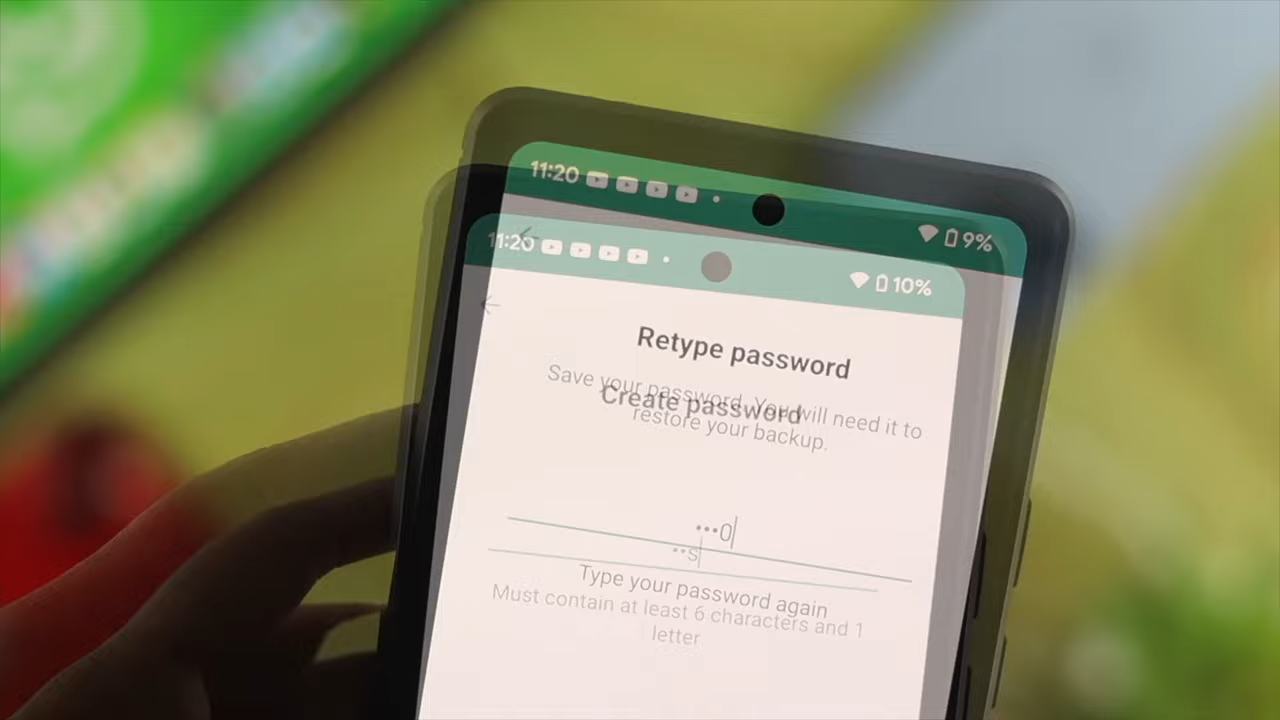 11:20
9%
11:20
10%
Retype password
Save your password. You will need it to
restore your backup.
Create password
•••0
••s
Type your password again
Must contain at least 6 characters and 1
letter